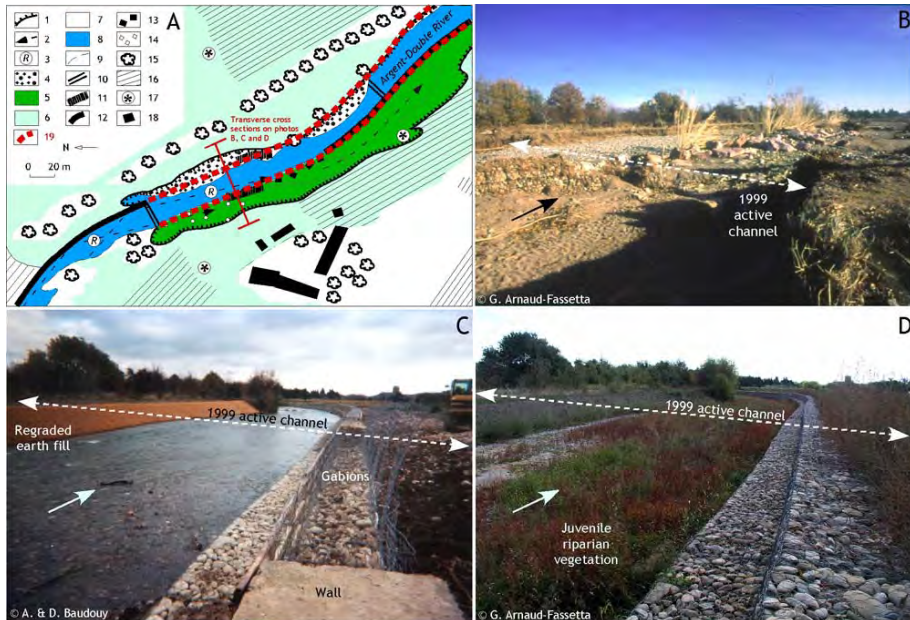 A
1
7
13
2
8
14
R
3
9
15
4
10
16
5
11
17
6
12
18
19
0
20 m
N
Argent-Double River
Transverse cross
sections on photos
B, C and D
R
R
B
1999
active
channel
© G. Arnaud-Fassetta
C
1999 active channel
Regraded
earth fill
Gabions
Wall
© A. & D. Baudouy
D
1999 active channel
Juvenile
riparian
vegetation
© G. Arnaud-Fassetta